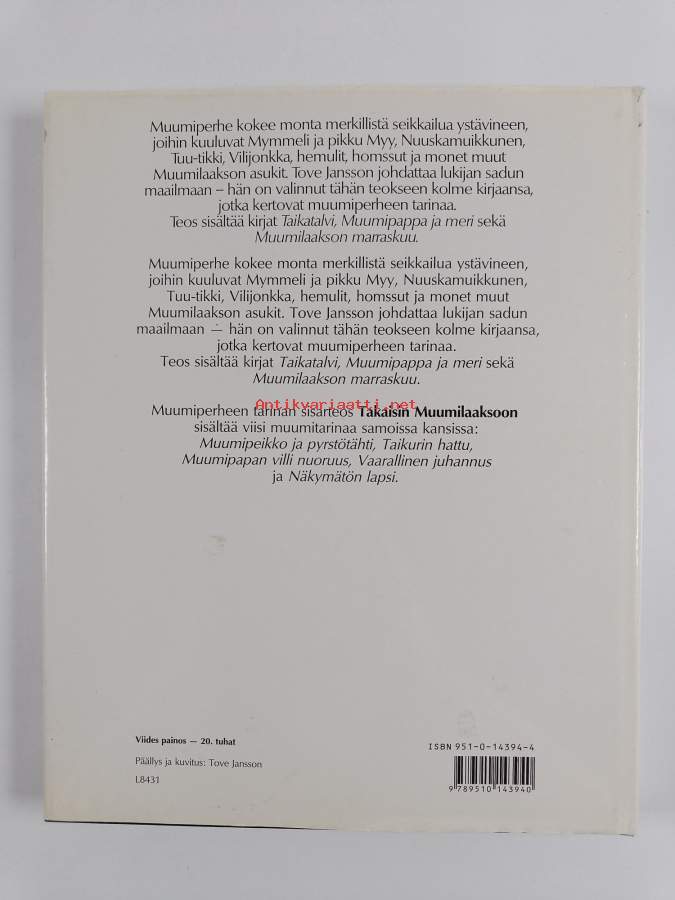 Muumiperhe kokee monta merkillistä seikkailua ystävineen,
joihin kuuluvat Mymmeli ja pikku Myy, Nuuskamuikkunen,
Tuu-tikki, Vilijonkka, hemulit, homssut ja monet muut
Muumilaakson asukit. Tove Jansson johdattaa lukijan sadun
maailmaan – hän on valinnut tähän teokseen kolme kirjaansa,
jotka kertovat muumiperheen tarinaa.
Teos sisältää kirjat Taikatalvi, Muumipappa ja meri sekä
Muumilaakson marraskuu.
Muumiperhe kokee monta merkillistä seikkailua ystävineen,
joihin kuuluvat Mymmeli ja pikku Myy, Nuuskamuikkunen,
Tuu-tikki, Vilijonkka, hemulit, homssut ja monet muut
Muumilaakson asukit. Tove Jansson johdattaa lukijan sadun
maailmaan — hän on valinnut tähän teokseen kolme kirjaansa,
jotka kertovat muumiperheen tarinaa.
Teos sisältää kirjat Taikatalvi, Muumipappa ja meri sekä
Muumilaakson marraskuu.
Antikvariaatti.net
Muumiperheen tarinan sisarteos Takaisin Muumilaaksoon
sisältää viisi muumitarinaa samoissa kansissa:
Muumipeikko ja pyrstötähti, Taikurin hattu,
Muumipapan villi nuoruus, Vaarallinen juhannus
ja Näkymätön lapsi.
Viides painos — 20. tuhat
Päällys ja kuvitus: Tove Jansson
L8431
ISBN 951-0-14394-4
9 789510 143940